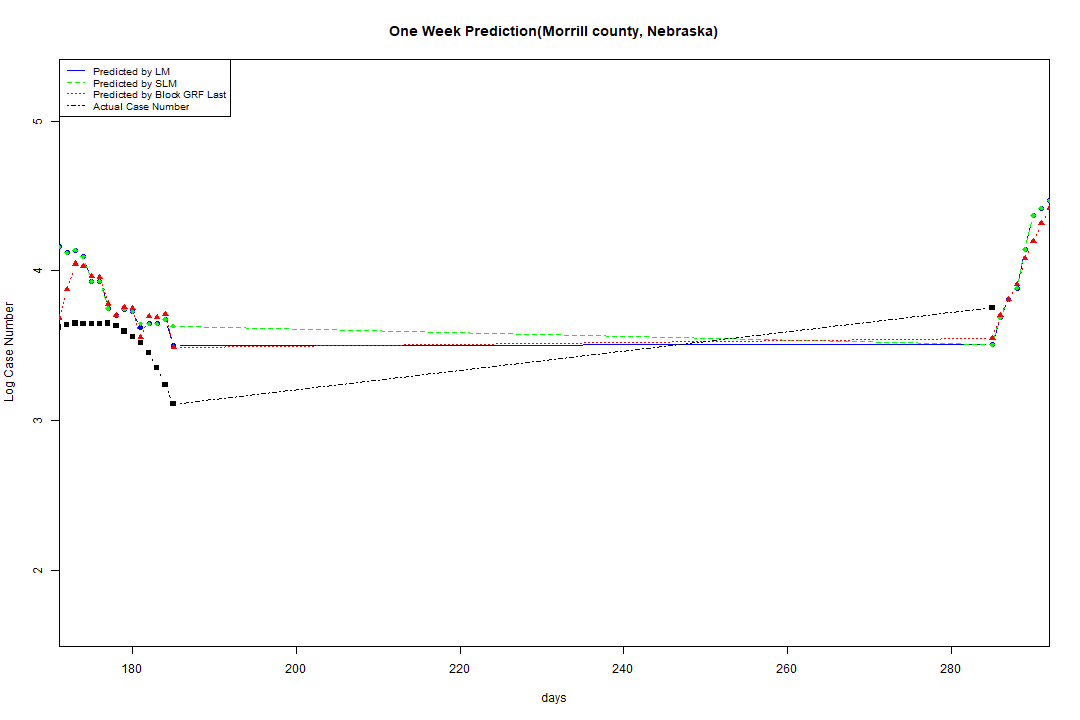 One Week Prediction(Morrill county, Nebraska)
Predicted by LM
Predicted by SLM
Predicted by Block GRF Last
Actual Case Number
Log Case Number
5
4
3
2
180 200 220 240 260 280
days